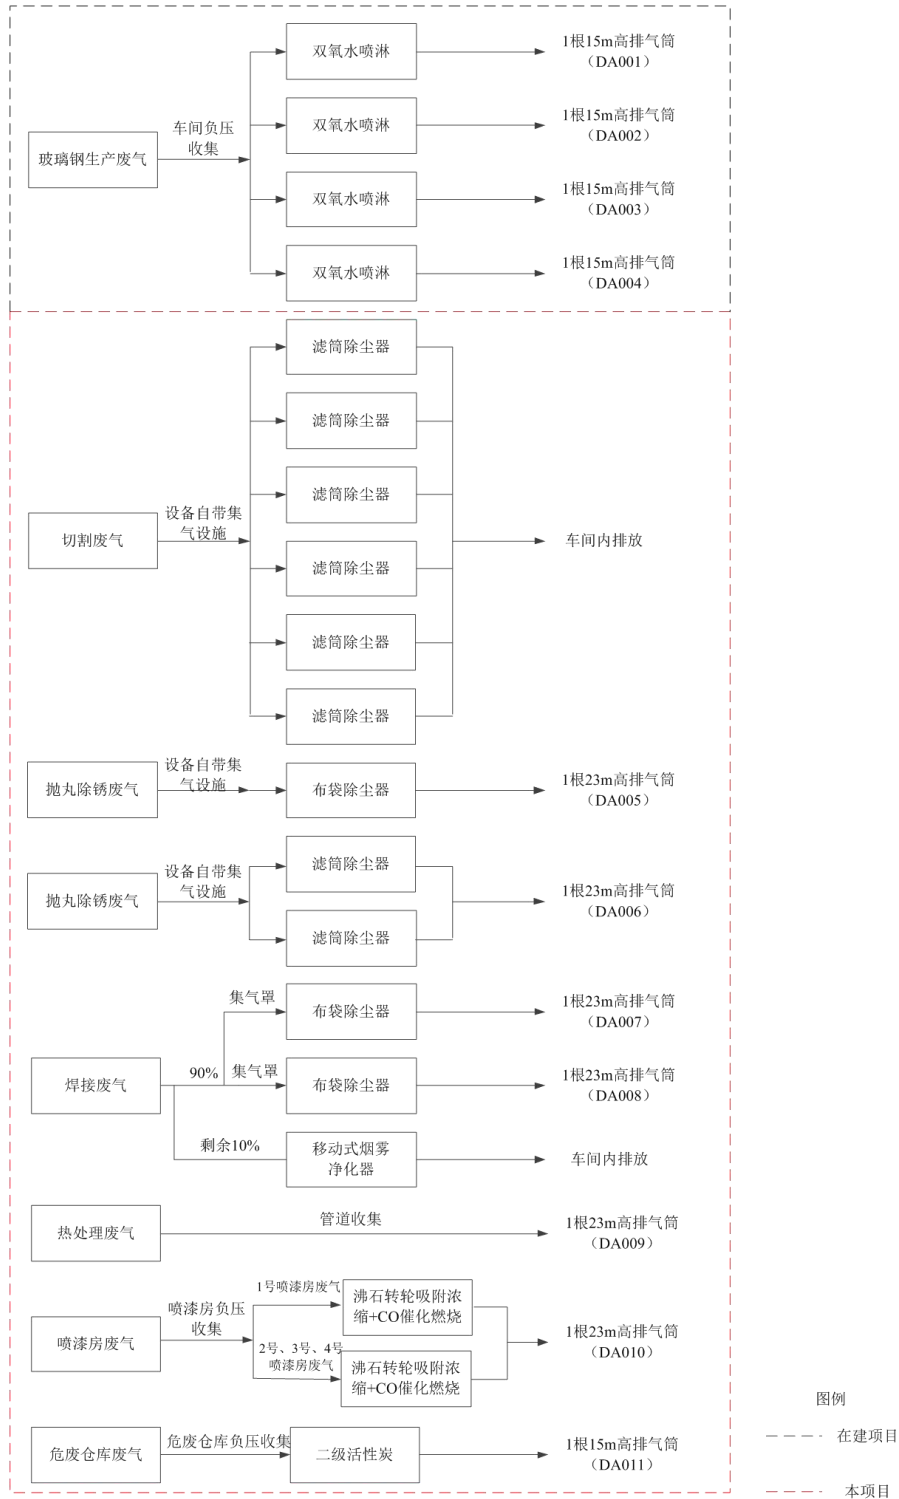 双氧水喷淋
1根15m高排气筒
（DA001）
双氧水喷淋
1根15m高排气筒
（DA002）
玻璃钢生产废气
车间负压
收集
双氧水喷淋
1根15m高排气筒
（DA003）
双氧水喷淋
1根15m高排气筒
（DA004）
滤筒除尘器
滤筒除尘器
滤筒除尘器
切割废气
设备自带集
气设施
车间内排放
滤筒除尘器
滤筒除尘器
滤筒除尘器
抛丸除锈废气
设备自带集
气设施
布袋除尘器
1根23m高排气筒
（DA005）
抛丸除锈废气
设备自带集
气设施
滤筒除尘器
滤筒除尘器
1根23m高排气筒
（DA006）
集气罩
布袋除尘器
1根23m高排气筒
（DA007）
焊接废气
90%
集气罩
布袋除尘器
1根23m高排气筒
（DA008）
剩余10%
移动式烟雾
净化器
车间内排放
热处理废气
管道收集
1根23m高排气筒
（DA009）
喷漆房废气
喷漆房负压
收集
1号喷漆房废气
沸石转轮吸附浓
缩+CO催化燃烧
2号、3号、4号
喷漆房废气
沸石转轮吸附浓
缩+CO催化燃烧
1根23m高排气筒
（DA010）
危废仓库废气
危废仓库负压收集
二级活性炭
1根15m高排气筒
（DA011）
图例
在建项目
本项目